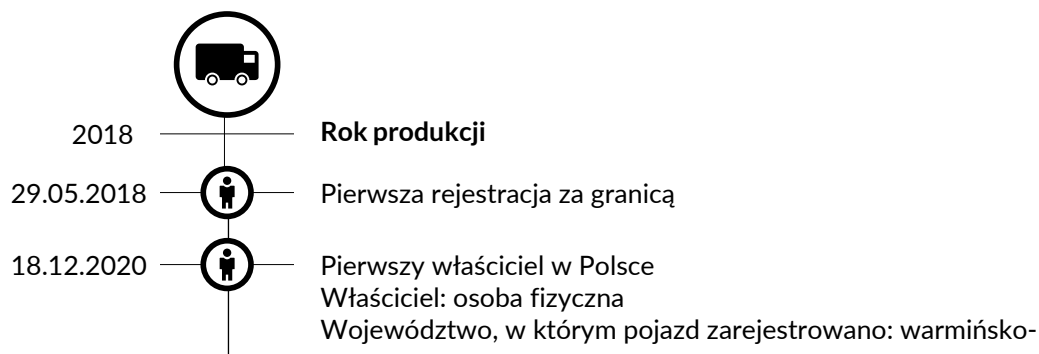 2018 Rok produkcji
29.05.2018 Pierwsza rejestracja za granicą
18.12.2020 Pierwszy właściciel w Polsce
Właściciel: osoba fizyczna
Województwo, w którym pojazd zarejestrowano: warmińsko-